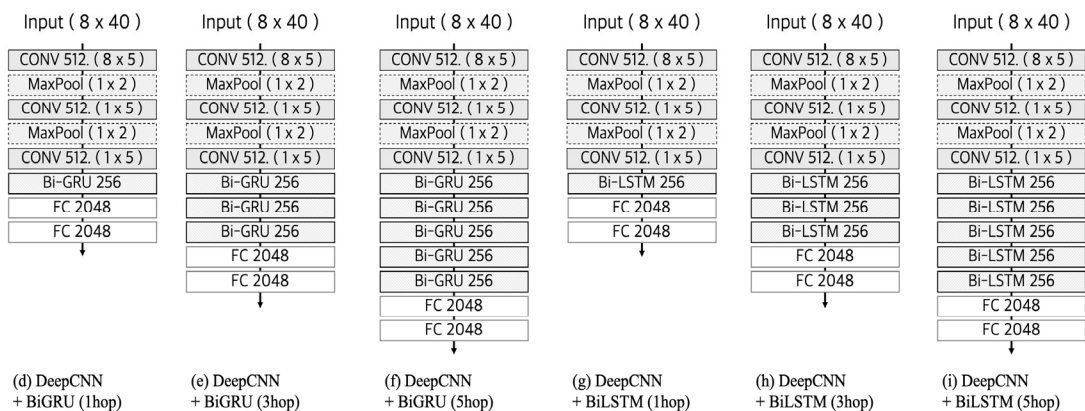 Input ( 8 x 40 )
CONV 512. ( 8 x 5 )
MaxPool ( 1 x 2 )
CONV 512. ( 1 x 5 )
MaxPool ( 1 x 2 )
CONV 512. ( 1 x 5 )
Bi-GRU 256
FC 2048
FC 2048
(d) DeepCNN
+ BiGRU (1hop)
Input ( 8 x 40 )
CONV 512. ( 8 x 5 )
MaxPool ( 1 x 2 )
CONV 512. ( 1 x 5 )
MaxPool ( 1 x 2 )
CONV 512. ( 1 x 5 )
Bi-GRU 256
Bi-GRU 256
Bi-GRU 256
FC 2048
FC 2048
(e) DeepCNN
+ BiGRU (3hop)
Input ( 8 x 40 )
CONV 512. ( 8 x 5 )
MaxPool ( 1 x 2 )
CONV 512. ( 1 x 5 )
MaxPool ( 1 x 2 )
CONV 512. ( 1 x 5 )
Bi-GRU 256
Bi-GRU 256
Bi-GRU 256
Bi-GRU 256
Bi-GRU 256
FC 2048
FC 2048
(f) DeepCNN
+ BiGRU (5hop)
Input ( 8 x 40 )
CONV 512. ( 8 x 5 )
MaxPool ( 1 x 2 )
CONV 512. ( 1 x 5 )
MaxPool ( 1 x 2 )
CONV 512. ( 1 x 5 )
Bi-LSTM 256
FC 2048
FC 2048
(g) DeepCNN
+ BiLSTM (1hop)
Input ( 8 x 40 )
CONV 512. ( 8 x 5 )
MaxPool ( 1 x 2 )
CONV 512. ( 1 x 5 )
MaxPool ( 1 x 2 )
CONV 512. ( 1 x 5 )
Bi-LSTM 256
Bi-LSTM 256
Bi-LSTM 256
FC 2048
FC 2048
(h) DeepCNN
+ BiLSTM (3hop)
Input ( 8 x 40 )
CONV 512. ( 8 x 5 )
MaxPool ( 1 x 2 )
CONV 512. ( 1 x 5 )
MaxPool ( 1 x 2 )
CONV 512. ( 1 x 5 )
Bi-LSTM 256
Bi-LSTM 256
Bi-LSTM 256
Bi-LSTM 256
Bi-LSTM 256
FC 2048
FC 2048
(i) DeepCNN
+ BiLSTM (5hop)